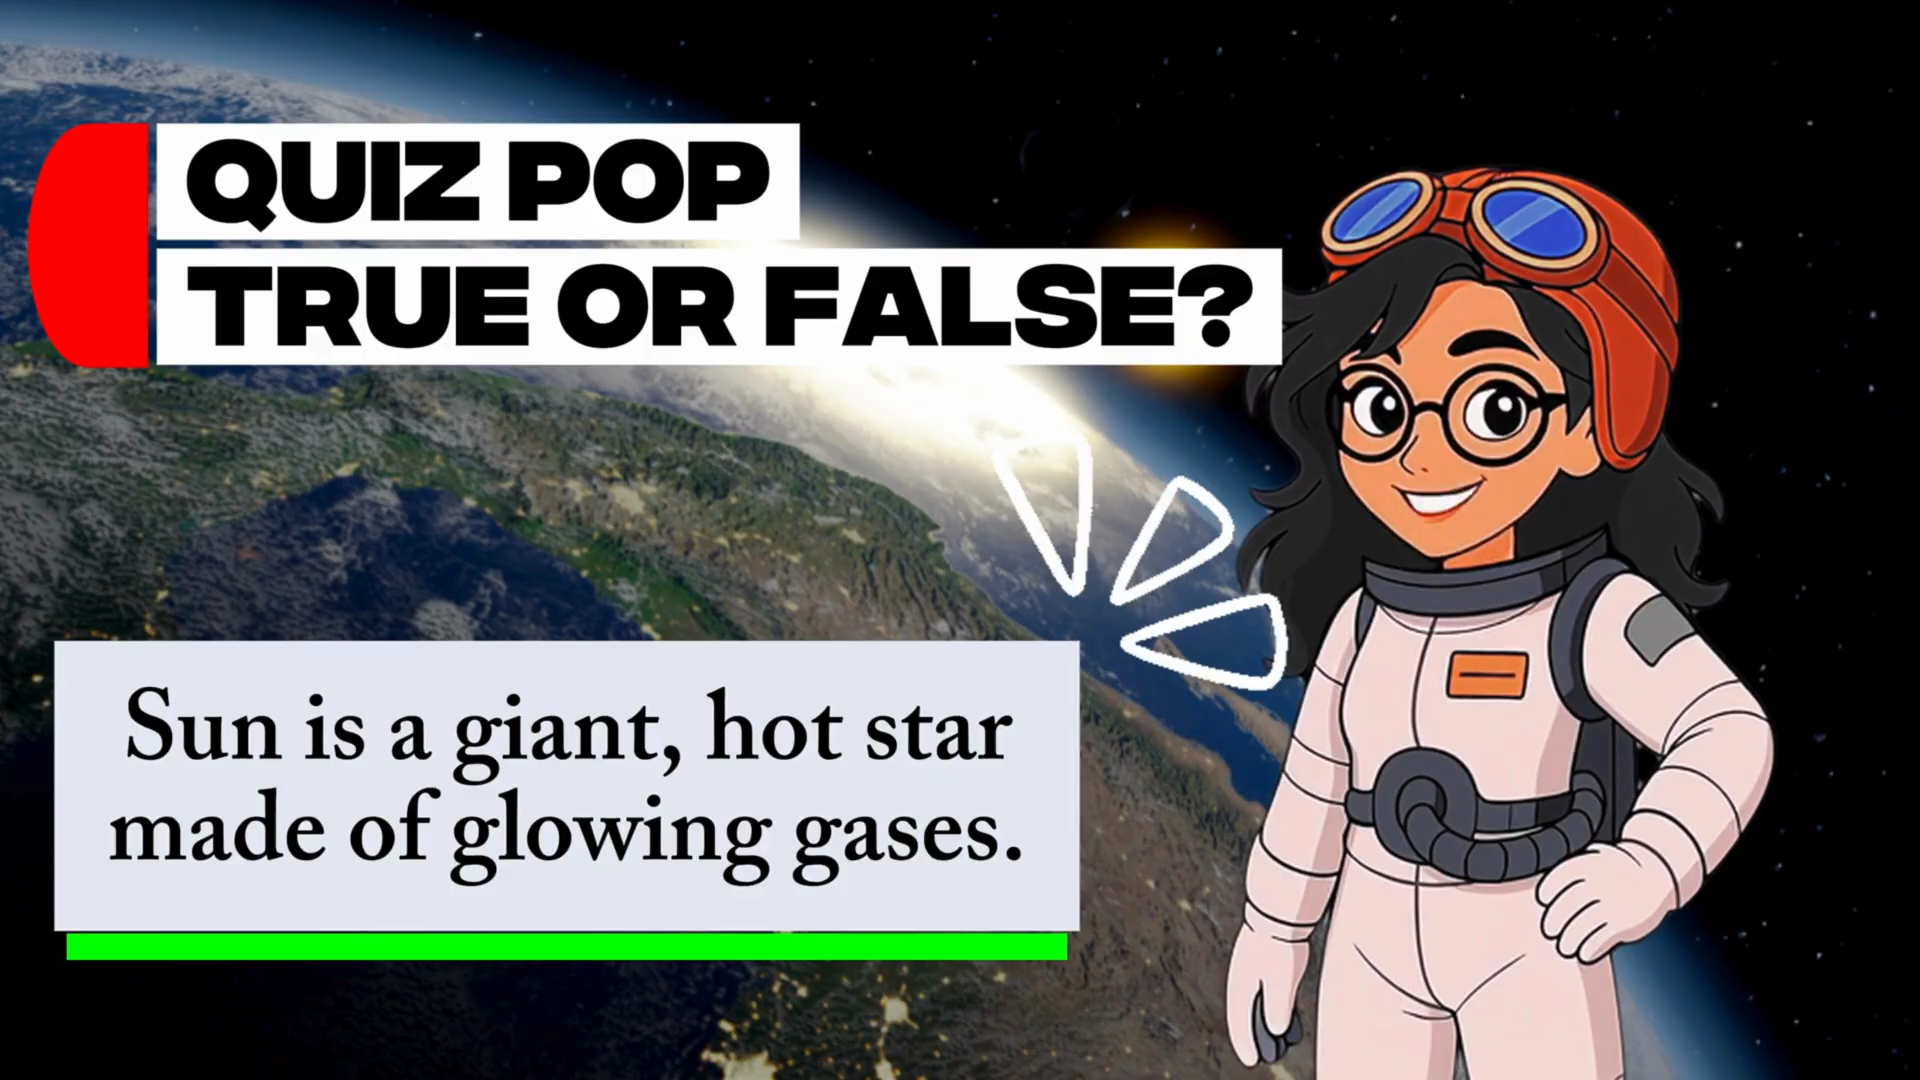 QUIZ POP
TRUE OR FALSE?
Sun is a giant, hot star
made of glowing gases.